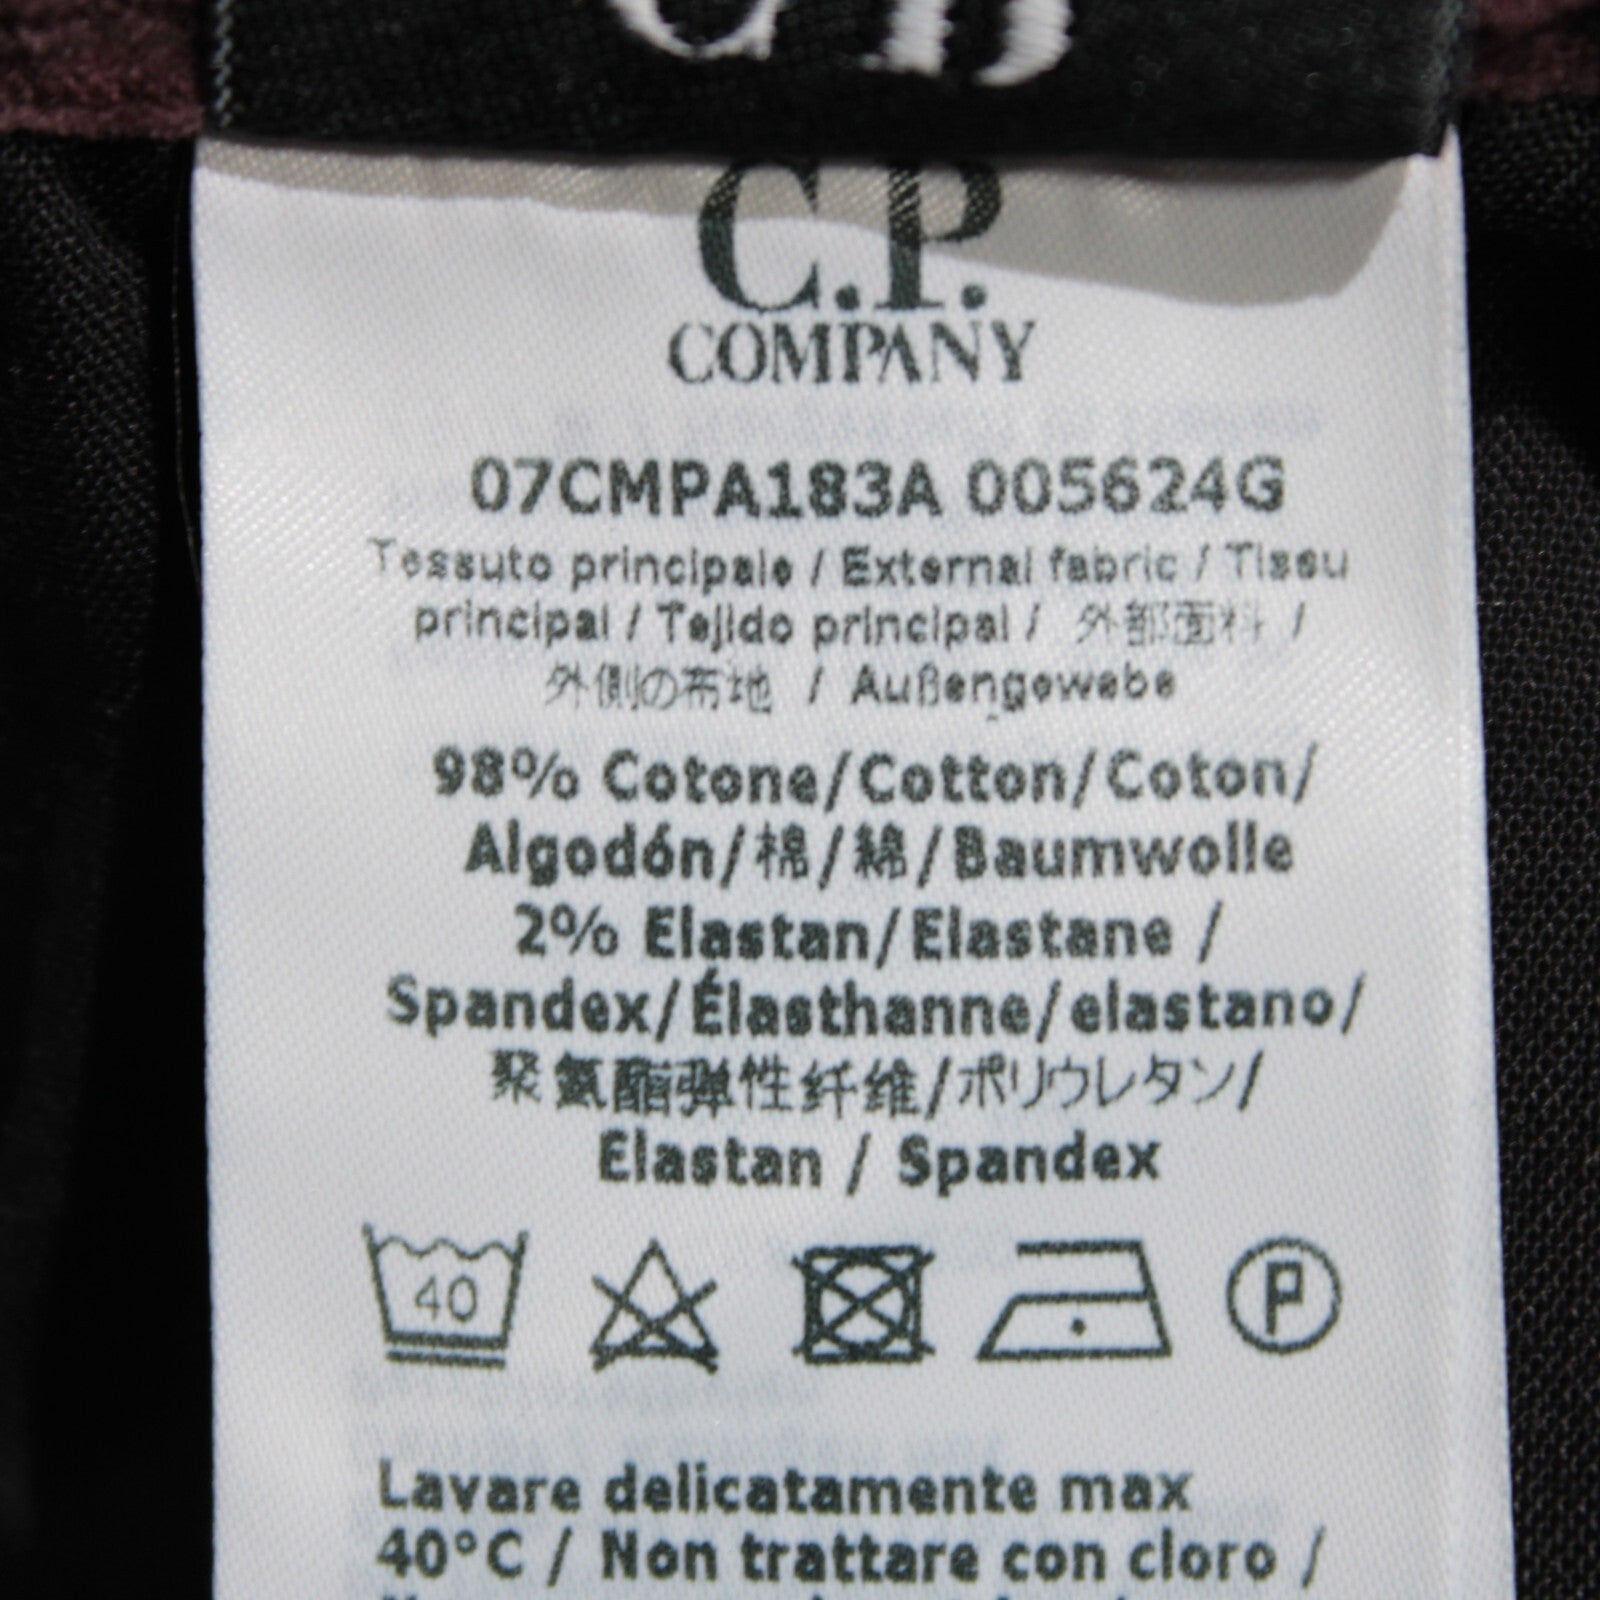 C.P.
COMPANY
07CMPA183A 005624G
Tessuto principale / External fabric / Tissu
principal / Tejido principal / 外部面料 /
外側の布地 / Außengewebe
98% Cotone/Cotton/Coton/
Algodón/棉/綿/Baumwolle
2% Elastan/Elastane /
Spandex/Élasthanne/elastano/
聚氨酯弹性纤维/ポリウレタン/
Elastan / Spandex
40
P
Lavare delicatamente max
40°C / Non trattare con cloro /